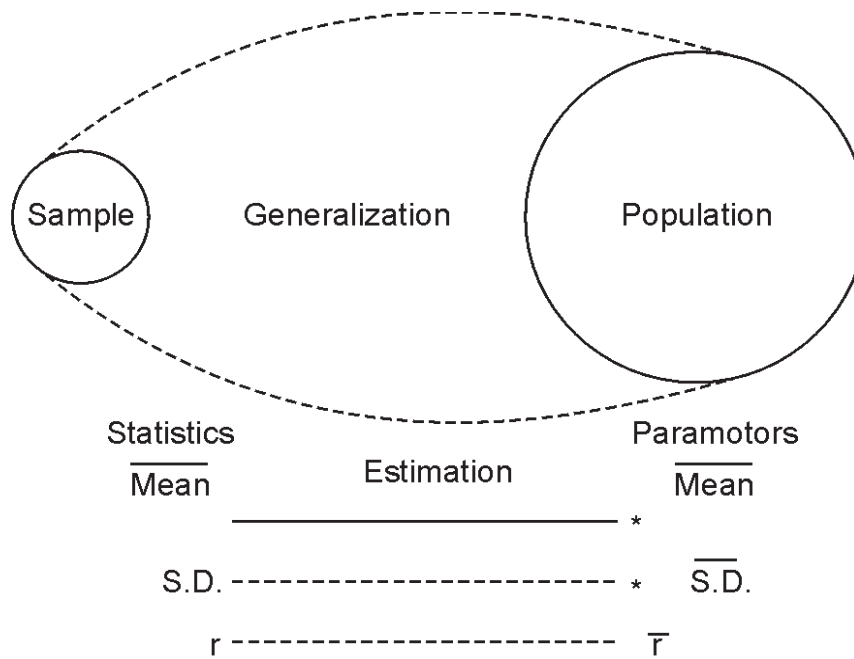 Sample Generalization Population
Statistics Paramotors
Mean Estimation Mean
*
S.D. * S.D.
r r